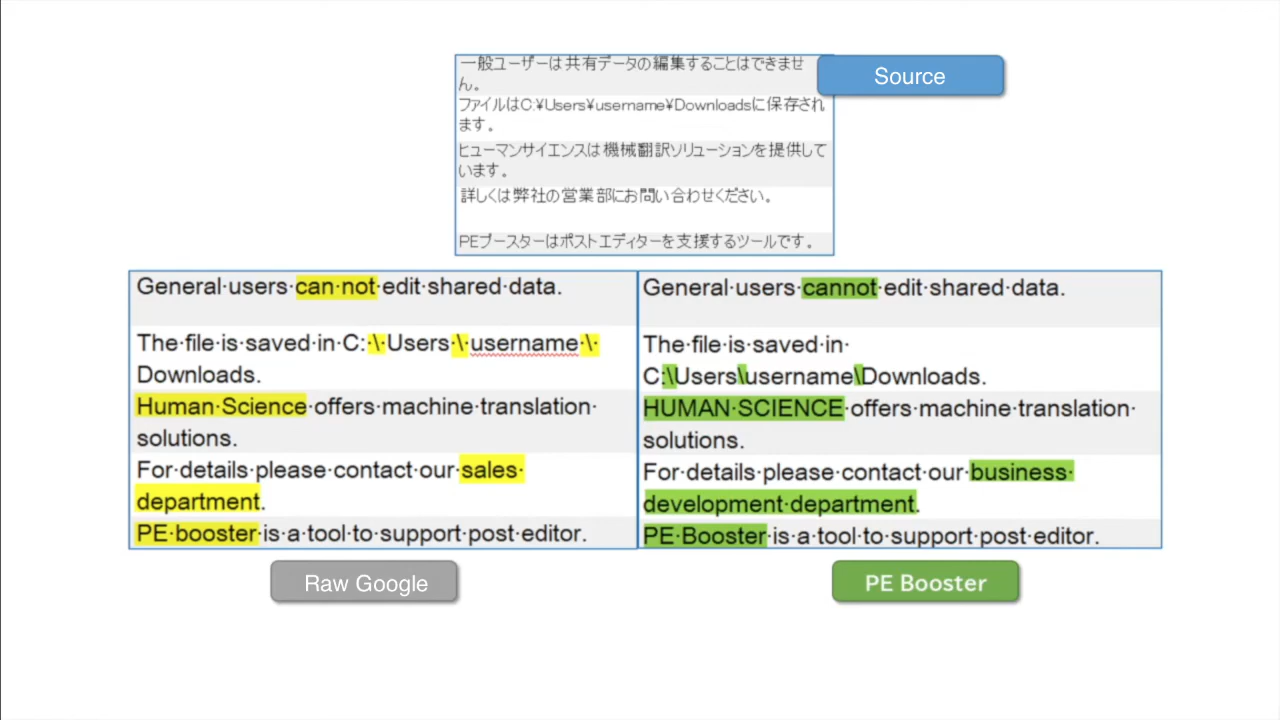 一般ユーザーは共有データの編集することはできませ
ん。
ファイルはC:¥Users¥username¥Downloadsに保存され
ます。
ヒューマンサイエンスは機械翻訳ソリューションを提供して
います。
詳しくは弊社の営業部にお問い合わせください。
PEブースターはポストエディターを支援するツールです。
Source
General·users·can·not·edit·shared·data.
The·file·is·saved·in·C:·\·Users·\·username·\·
Downloads.
Human·Science·offers·machine·translation·
solutions.
For·details·please·contact·our·sales·
department.
PE·booster·is·a·tool·to·support·post·editor.
Raw Google
General·users·cannot·edit·shared·data.
The·file·is·saved·in·
C:\Users\username\Downloads.
HUMAN·SCIENCE·offers·machine·translation·
solutions.
For·details·please·contact·our·business·
development·department.
PE·Booster·is·a·tool·to·support·post·editor.
PE Booster